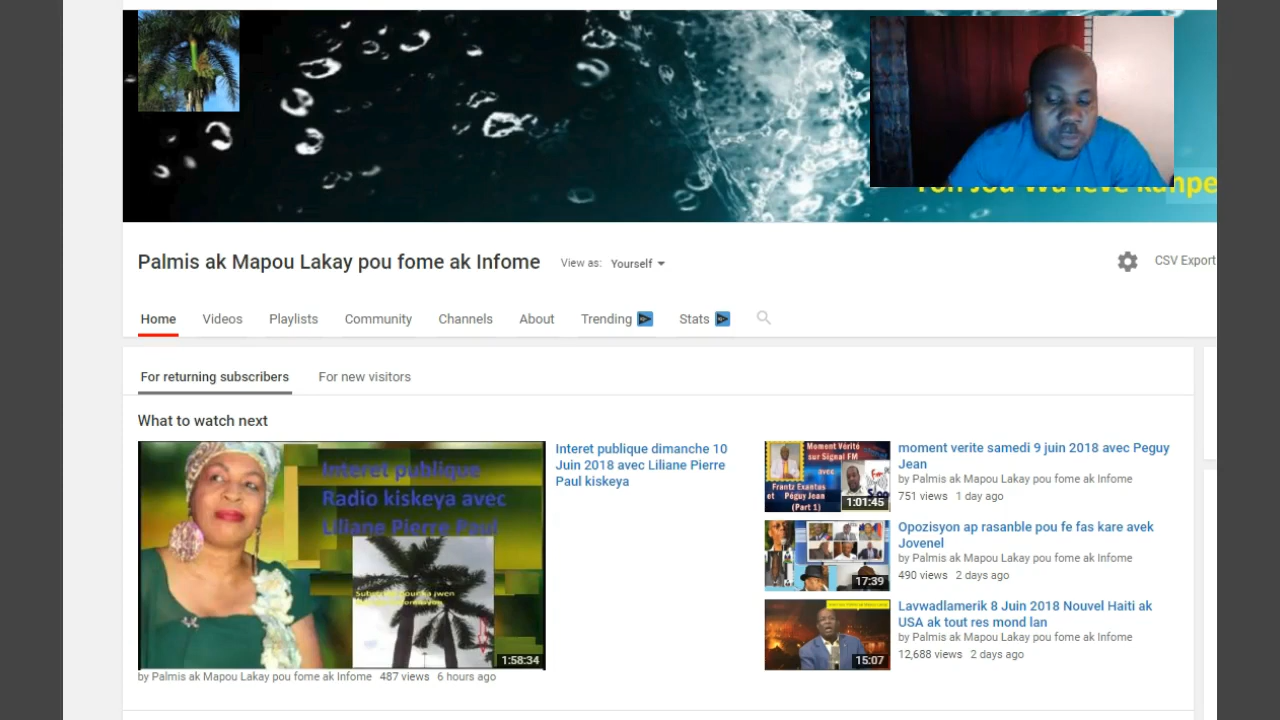 Yon Jou Wa leve kanpe
Palmis ak Mapou Lakay pou fome ak Infome
View as: Yourself
CSV Export
Home Videos Playlists Community Channels About Trending Stats
For returning subscribers For new visitors
What to watch next
Interet publique
Radio kiskeya avec
Liliane Pierre Paul
1:58:34
by Palmis ak Mapou Lakay pou fome ak Infome 487 views 6 hours ago
Interet publique dimanche 10
Juin 2018 avec Liliane Pierre
Paul kiskeya
Moment Vérité
sur Signal FM
avec
Frantz Exantus
et Péguy Jean
(Part 1)
1:01:45
moment verite samedi 9 juin 2018 avec Peguy
Jean
by Palmis ak Mapou Lakay pou fome ak Infome
751 views 1 day ago
17:39
Opozisyon ap rasanble pou fe fas kare avek
Jovenel
by Palmis ak Mapou Lakay pou fome ak Infome
490 views 2 days ago
15:07
Lavwadlamerik 8 Juin 2018 Nouvel Haiti ak
USA ak tout res mond lan
by Palmis ak Mapou Lakay pou fome ak Infome
12,688 views 2 days ago